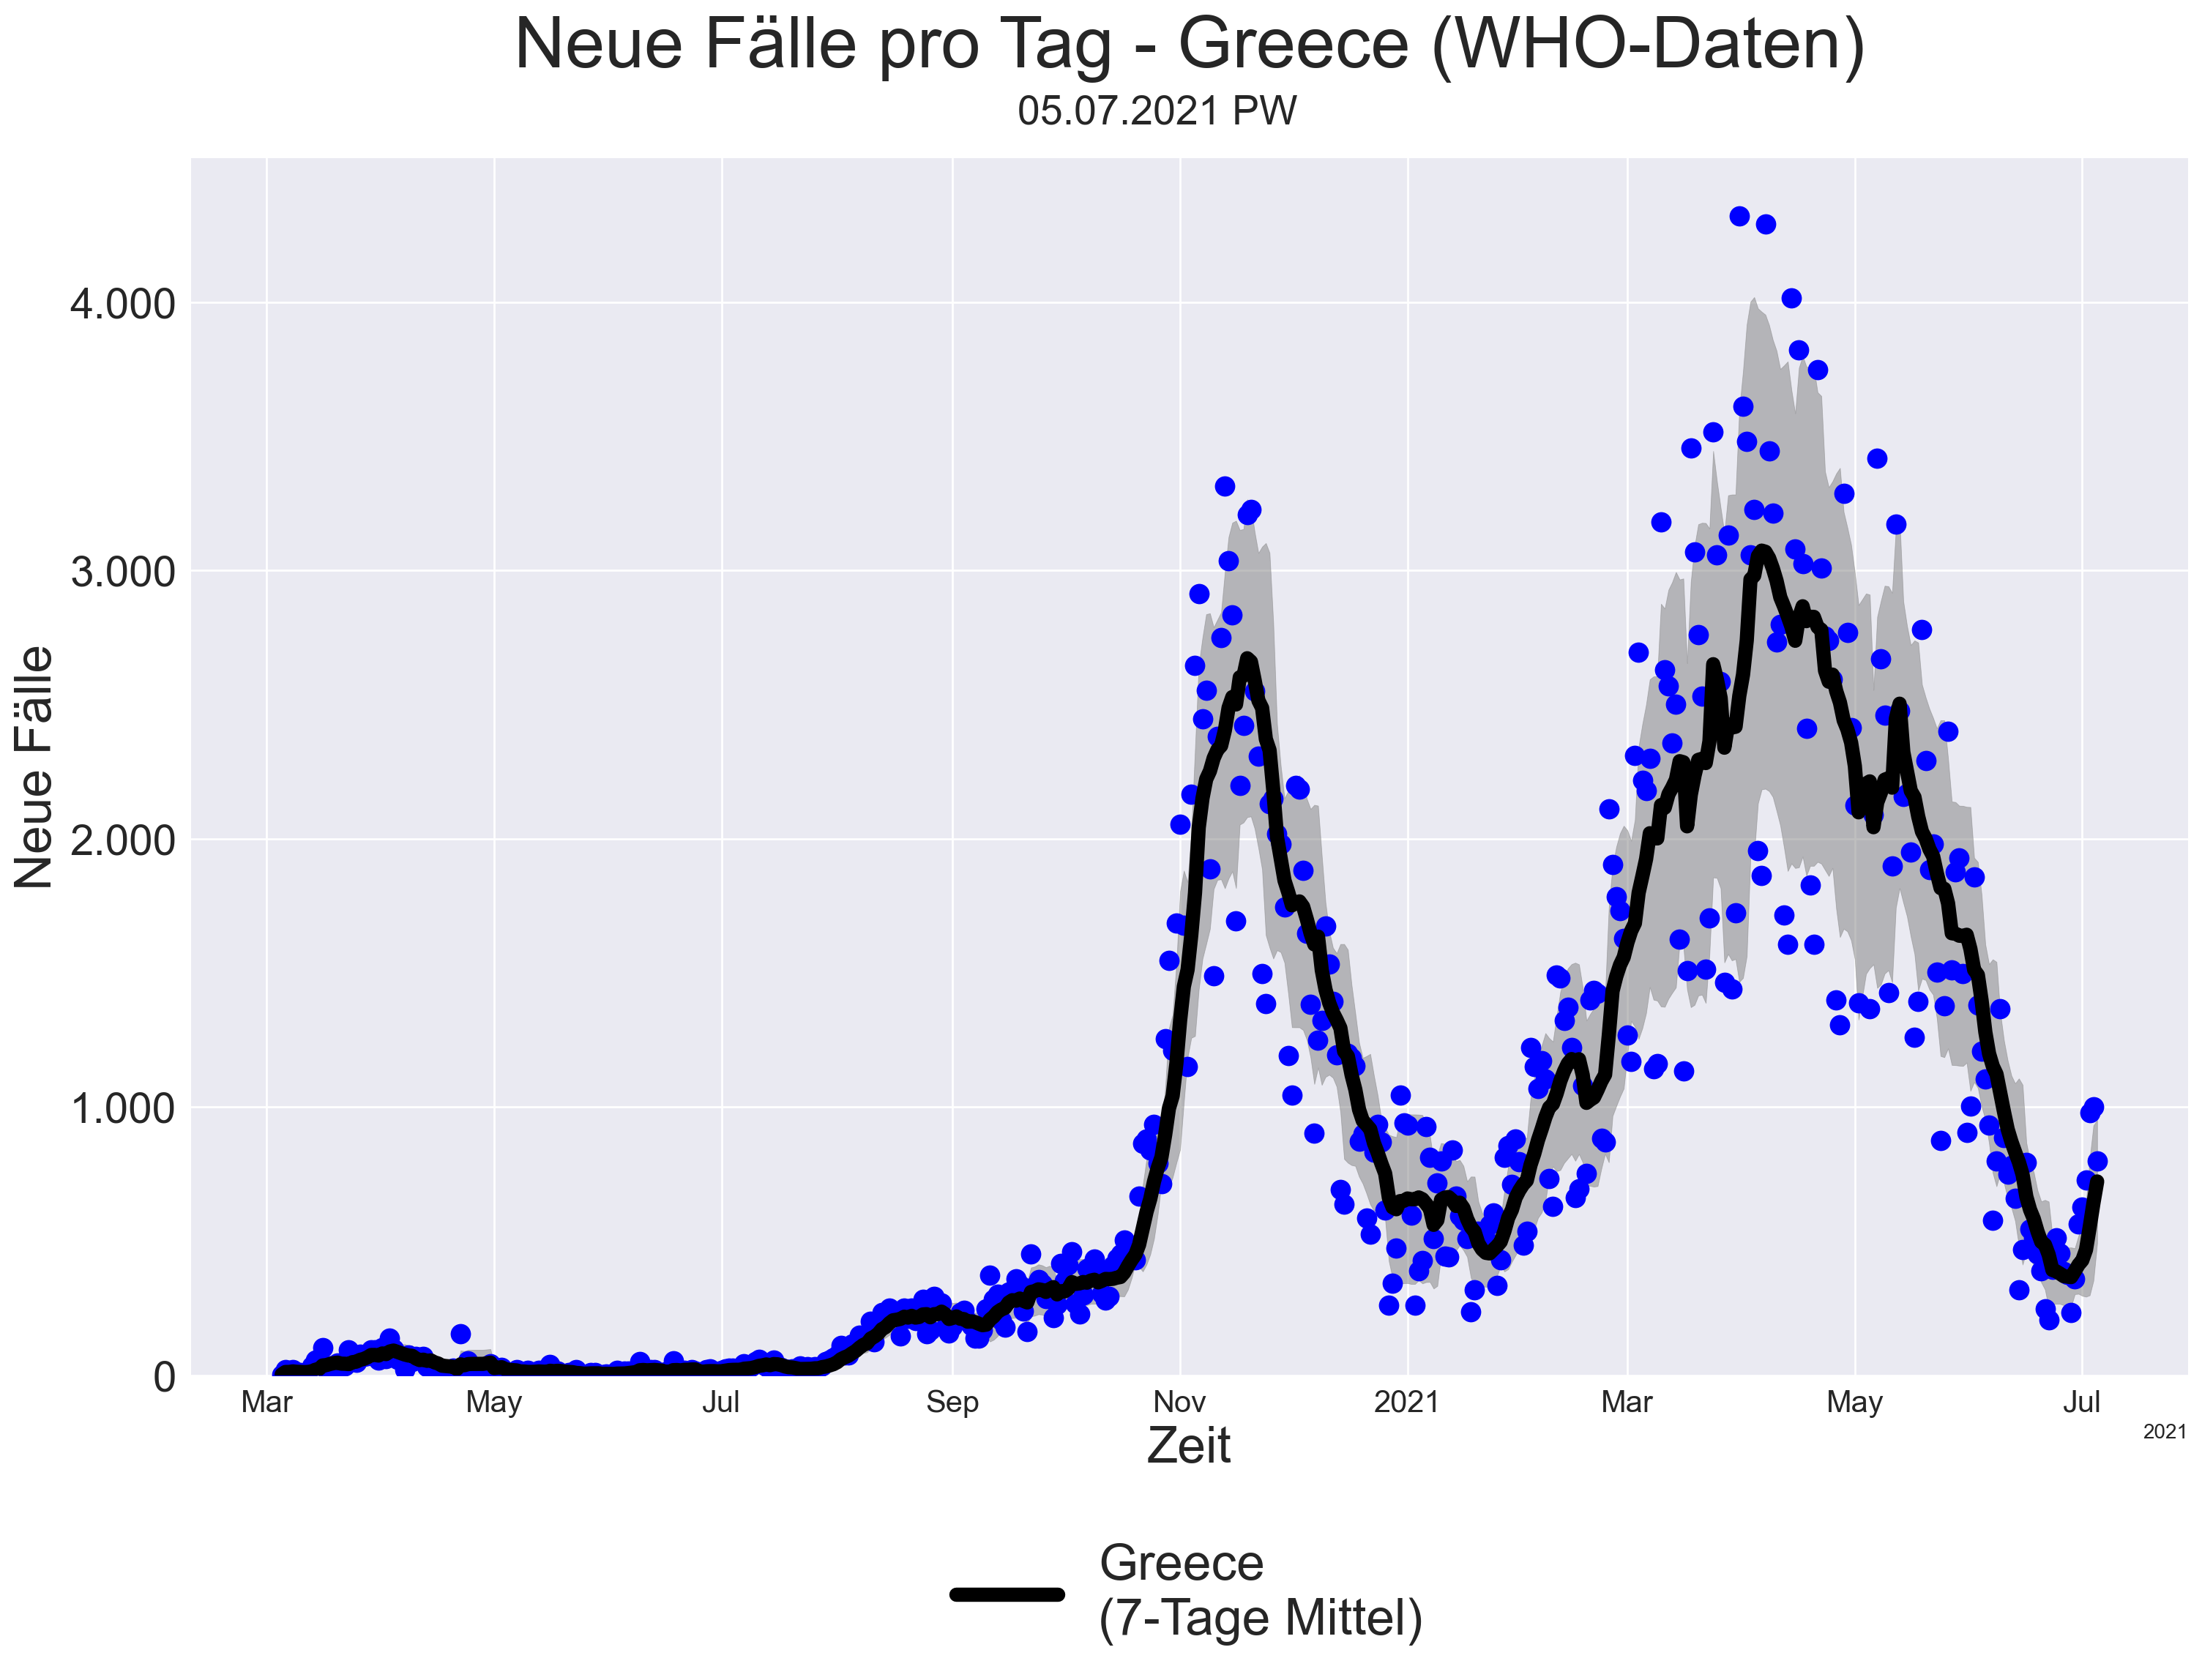 Neue Fälle pro Tag - Greece (WHO-Daten)
05.07.2021 PW
Neue Fälle
4.000
3.000
2.000
1.000
0
Mar May Jul Sep Nov 2021 Mar May Jul
2021
Zeit
Greece
(7-Tage Mittel)